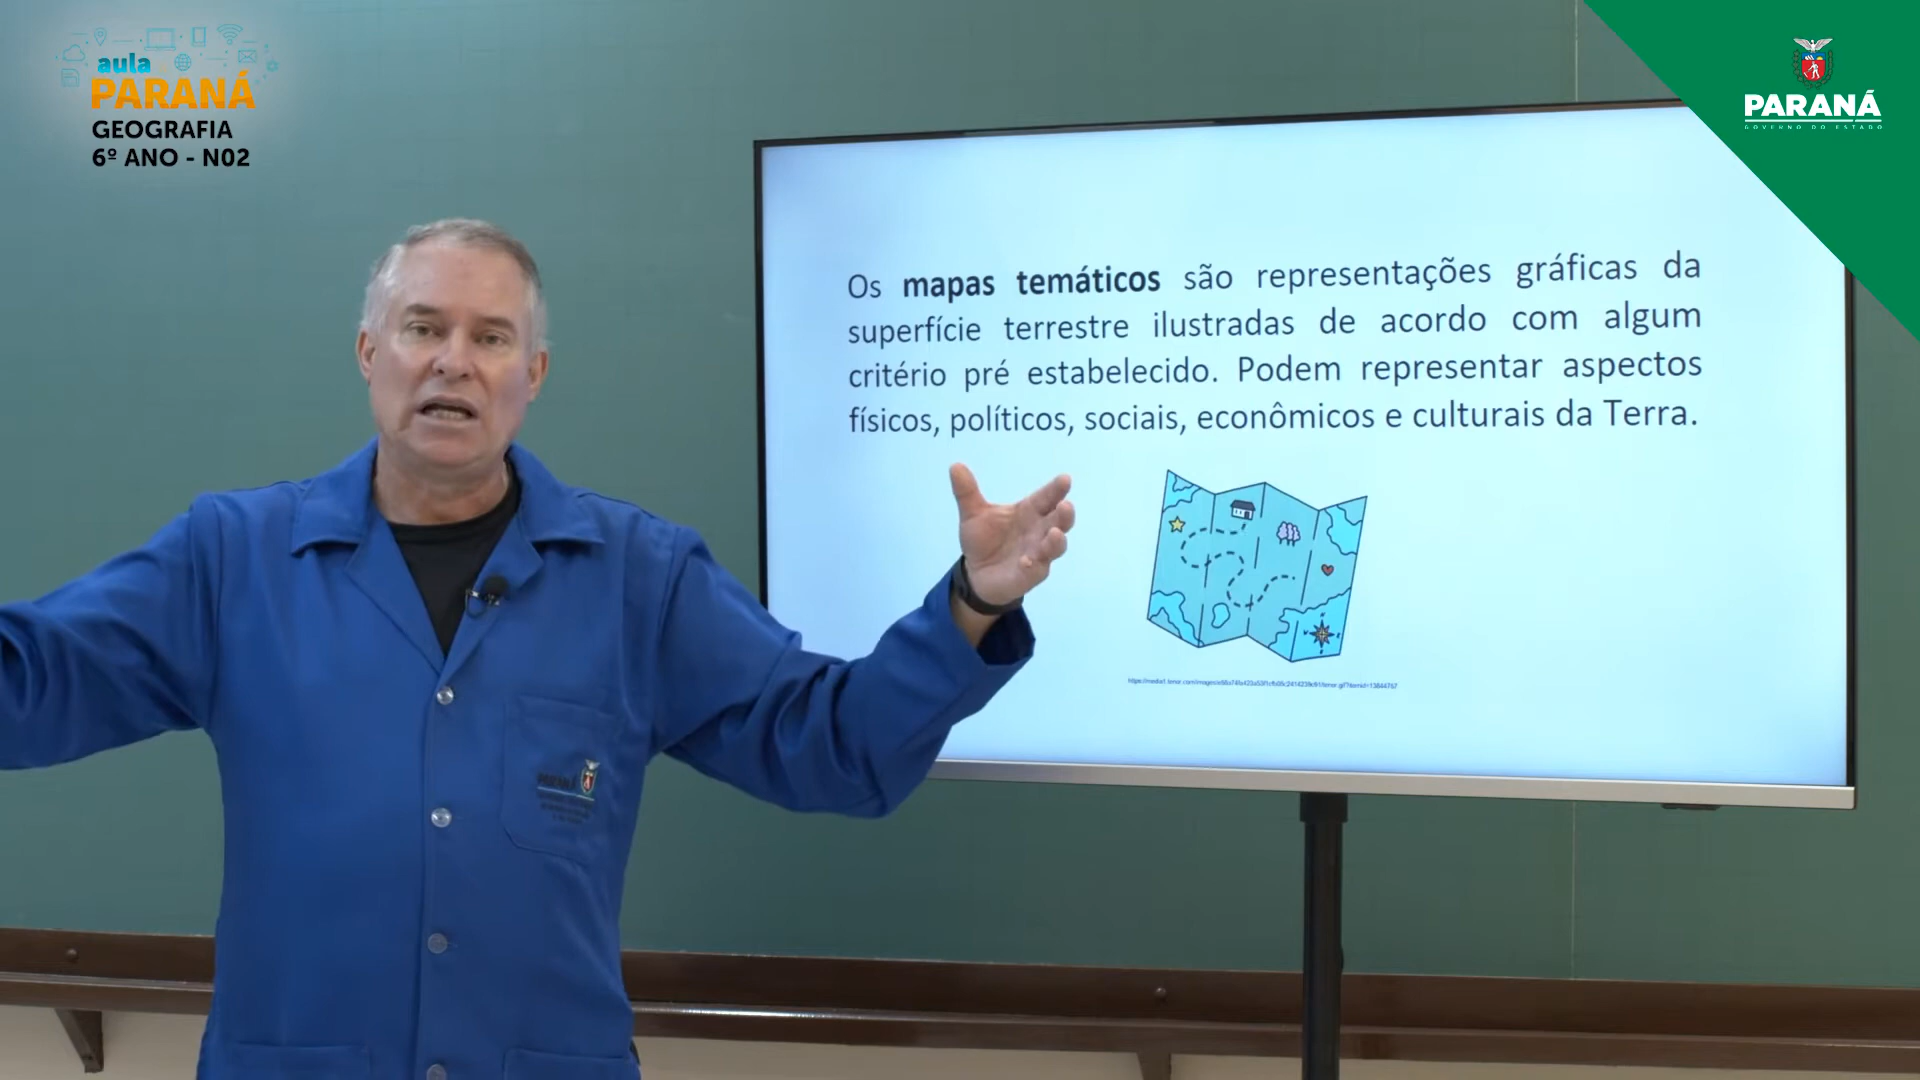 aula
PARANÁ
GEOGRAFIA
6º ANO - N02
PARANÁ
GOVERNO DO ESTADO
Os mapas temáticos são representações gráficas da
superfície terrestre ilustradas de acordo com algum
critério pré estabelecido. Podem representar aspectos
físicos, políticos, sociais, econômicos e culturais da Terra.
PARANÁ